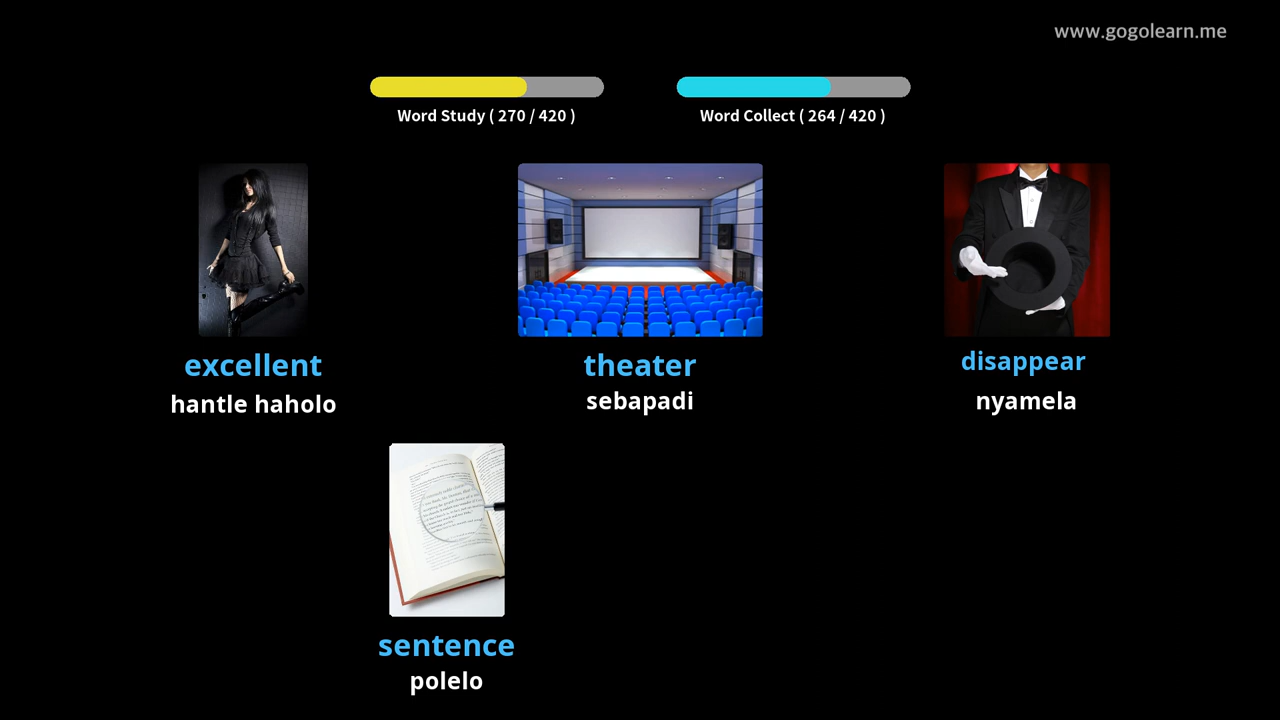 www.gogolearn.me
Word Study ( 270 / 420 )
Word Collect ( 264 / 420 )
excellent
hantle haholo
theater
sebapadi
disappear
nyamela
sentence
polelo